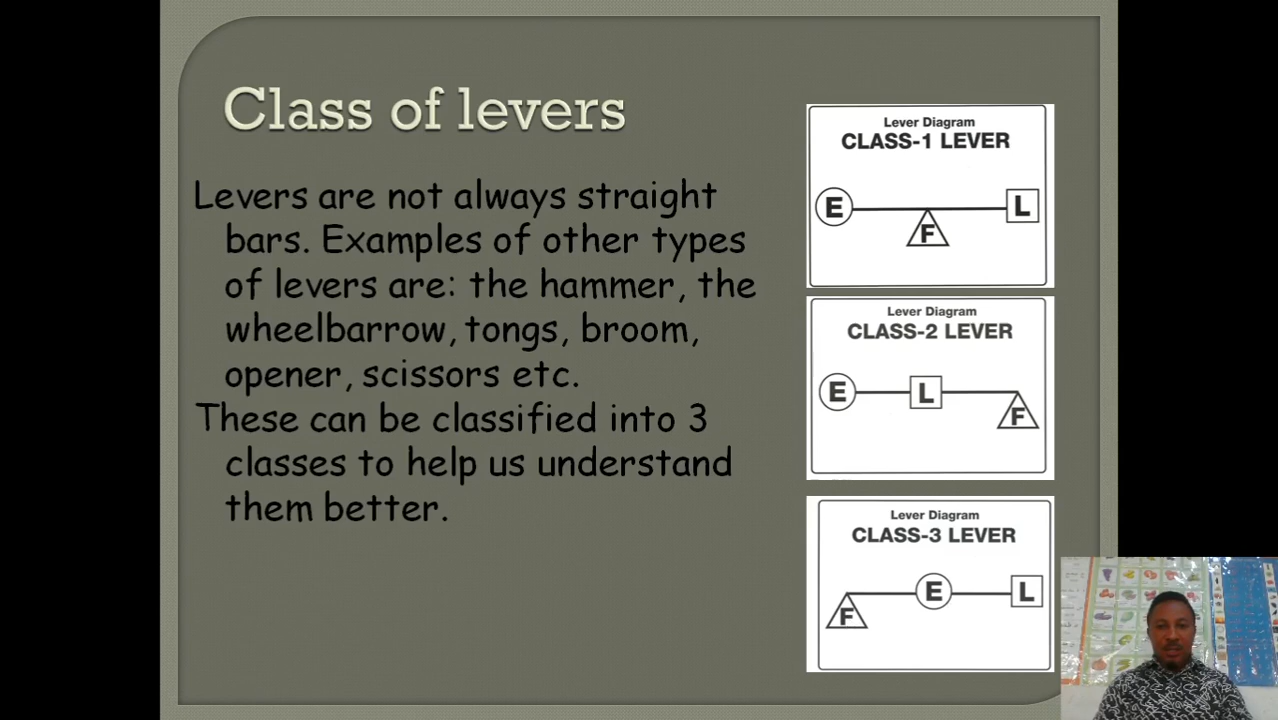 Class of levers
Levers are not always straight
bars. Examples of other types
of levers are: the hammer, the
wheelbarrow, tongs, broom,
opener, scissors etc.
These can be classified into 3
classes to help us understand
them better.
Lever Diagram
CLASS-1 LEVER
E
F
L
Lever Diagram
CLASS-2 LEVER
E
L
F
Lever Diagram
CLASS-3 LEVER
F
E
L